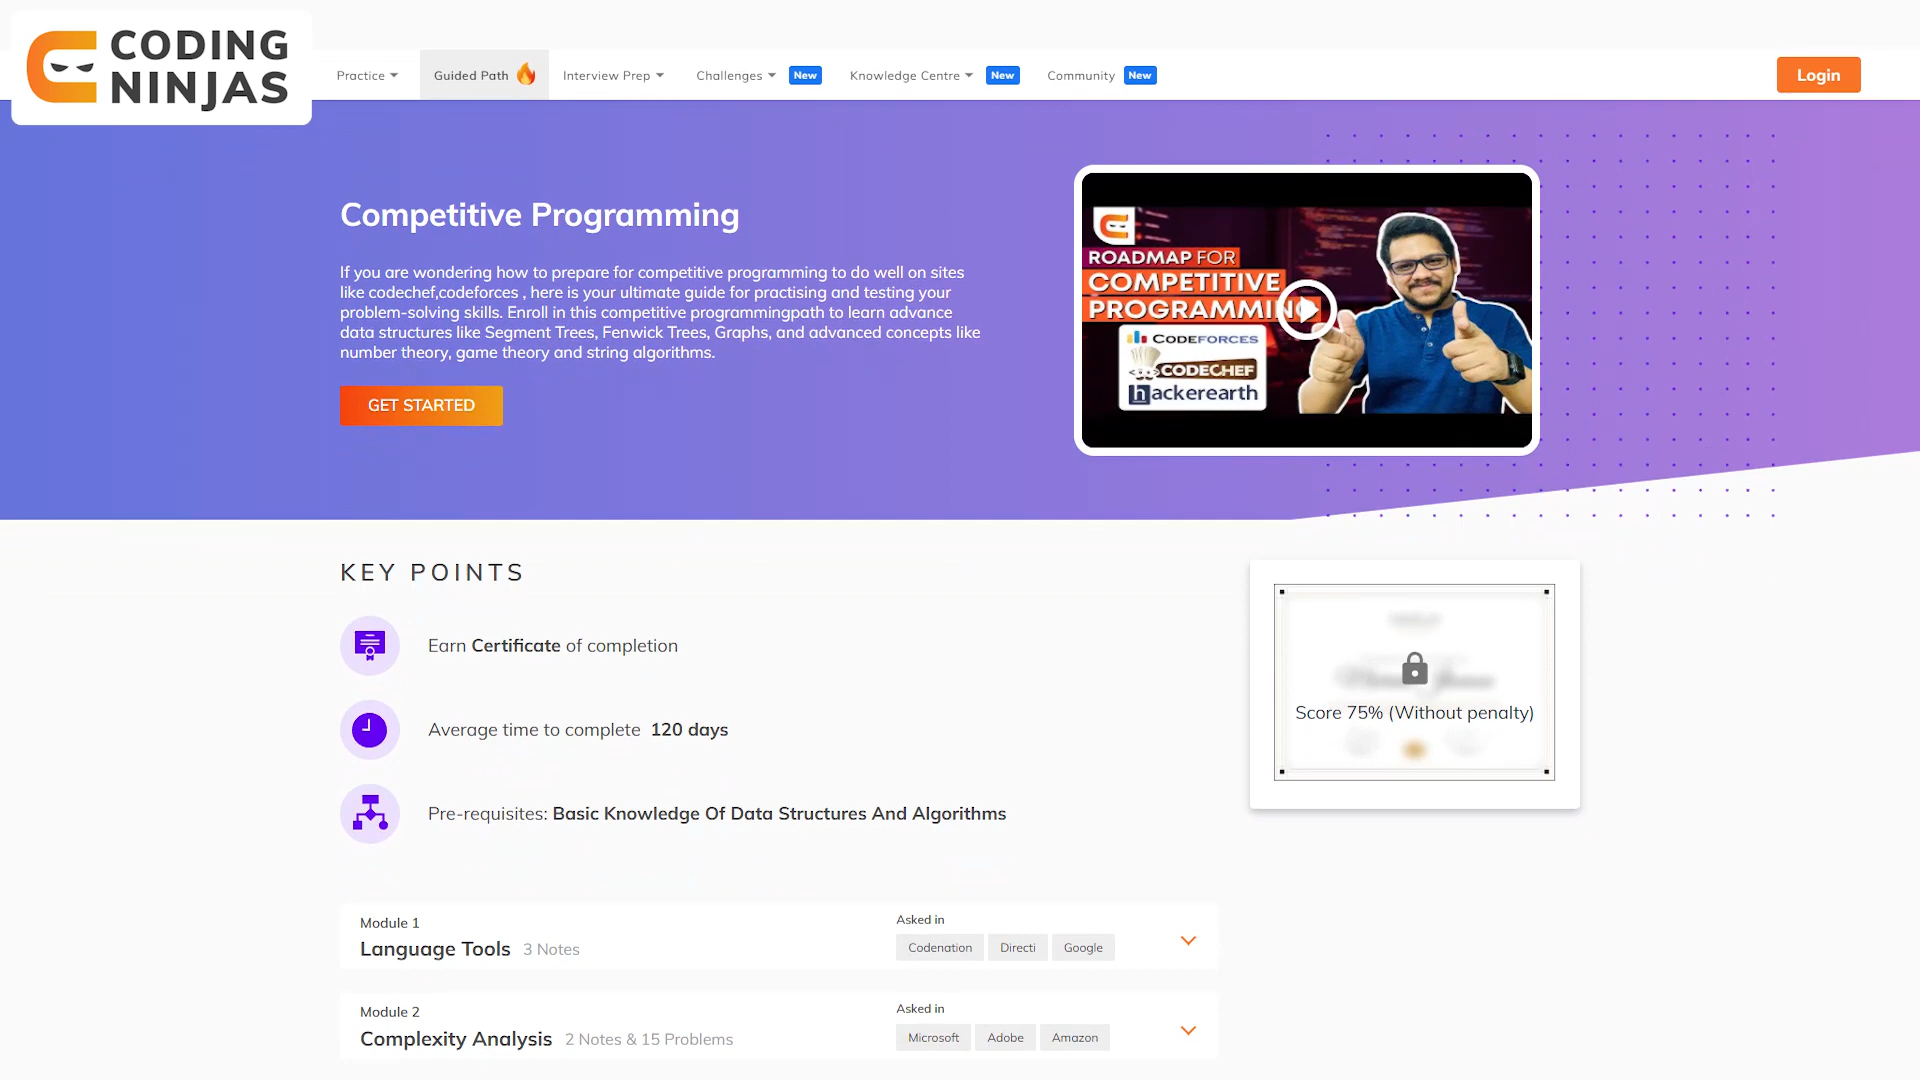 CODING
NINJAS
Practice
Guided Path
Interview Prep
Challenges New
Knowledge Centre New
Community New
Login
Competitive Programming
If you are wondering how to prepare for competitive programming to do well on sites
like codechef,codeforces , here is your ultimate guide for practising and testing your
problem-solving skills. Enroll in this competitive programmingpath to learn advance
data structures like Segment Trees, Fenwick Trees, Graphs, and advanced concepts like
number theory, game theory and string algorithms.
GET STARTED
ROADMAP FOR
COMPETITIVE
PROGRAMMING
CODEFORCES
CODECHEF
hackerearth
KEY POINTS
Earn Certificate of completion
Average time to complete 120 days
Pre-requisites: Basic Knowledge Of Data Structures And Algorithms
Score 75% (Without penalty)
Module 1
Language Tools 3 Notes
Asked in
Codenation Directi Google
Module 2
Complexity Analysis 2 Notes & 15 Problems
Asked in
Microsoft Adobe Amazon